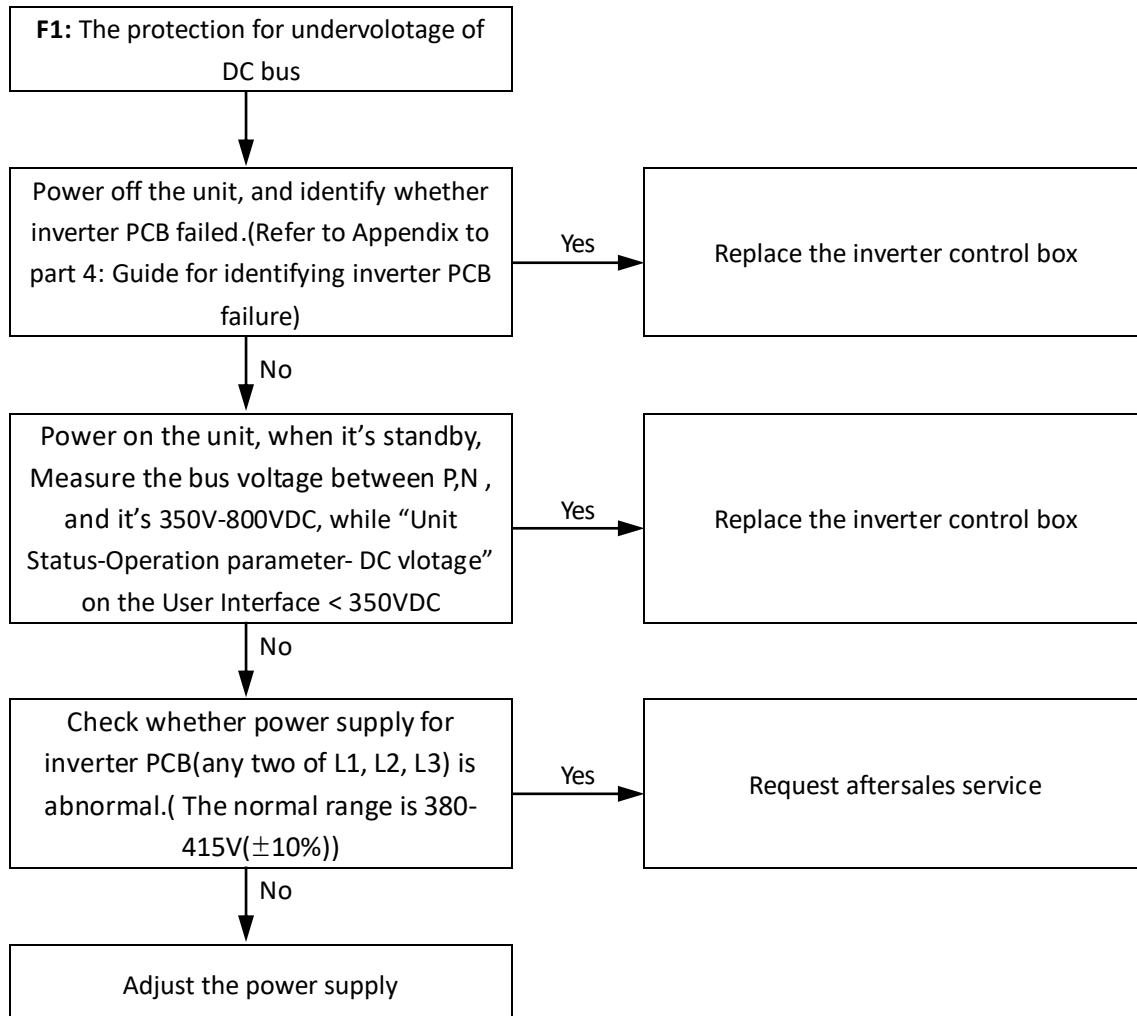 F1: The protection for undervolotage of
DC bus
Power off the unit, and identify whether
inverter PCB failed.(Refer to Appendix to
part 4: Guide for identifying inverter PCB
failure)
Yes
Replace the inverter control box
No
Power on the unit, when it’s standby,
Measure the bus voltage between P,N ,
and it’s 350V-800VDC, while “Unit
Status-Operation parameter- DC vlotage”
on the User Interface < 350VDC
Yes
Replace the inverter control box
No
Check whether power supply for
inverter PCB(any two of L1, L2, L3) is
abnormal.( The normal range is 380-
415V(±10%))
Yes
Request aftersales service
No
Adjust the power supply